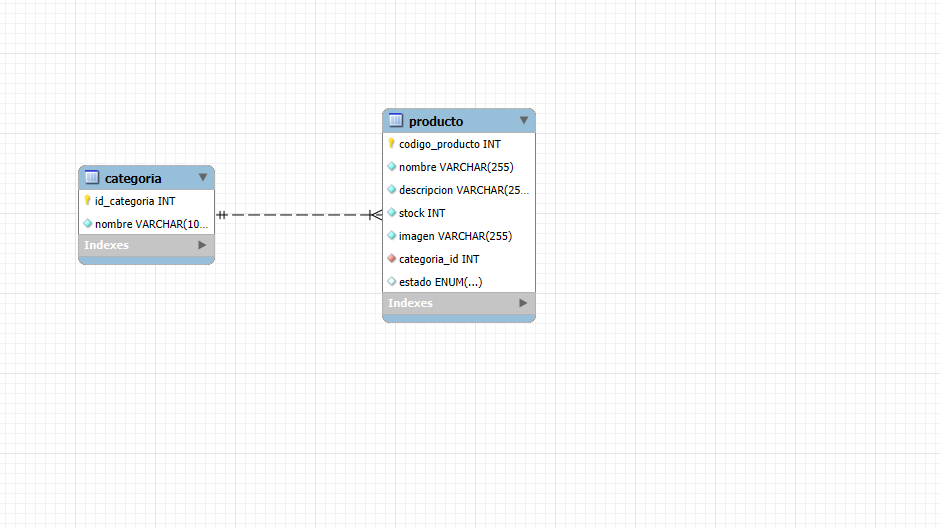 categoria
id_categoria INT
nombre VARCHAR(10...
Indexes
producto
codigo_producto INT
nombre VARCHAR(255)
descripcion VARCHAR(25...
stock INT
imagen VARCHAR(255)
categoria_id INT
estado ENUM(...)
Indexes